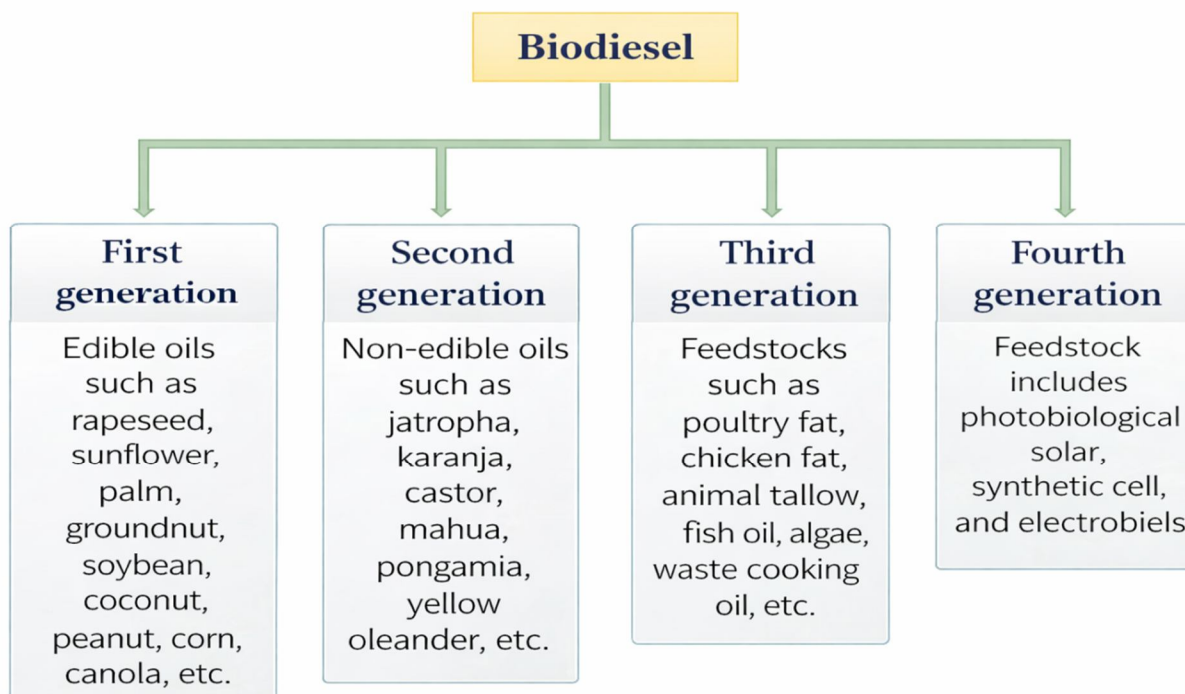 Biodiesel
First
generation
Edible oils
such as
rapeseed,
sunflower,
palm,
groundnut,
soybean,
coconut,
peanut, corn,
canola, etc.
Second
generation
Non-edible oils
such as
jatropha,
karanja,
castor,
mahua,
pongamia,
yellow
oleander, etc.
Third
generation
Feedstocks
such as
poultry fat,
chicken fat,
animal tallow,
fish oil, algae,
waste cooking
oil, etc.
Fourth
generation
Feedstock
includes
photobiological
solar,
synthetic cell,
and electrobiels